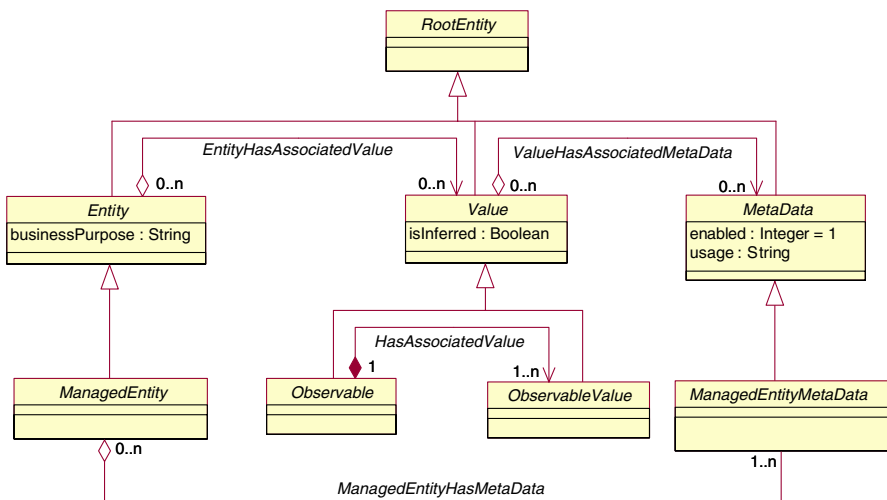 RootEntity
EntityHasAssociatedValue
ValueHasAssociatedMetaData
0..n
0..n
0..n
0..n
Entity
businessPurpose : String
Value
isInferred : Boolean
MetaData
enabled : Integer = 1
usage : String
HasAssociatedValue
1
1..n
ManagedEntity
Observable
ObservableValue
ManagedEntityMetaData
0..n
1..n
ManagedEntityHasMetaData